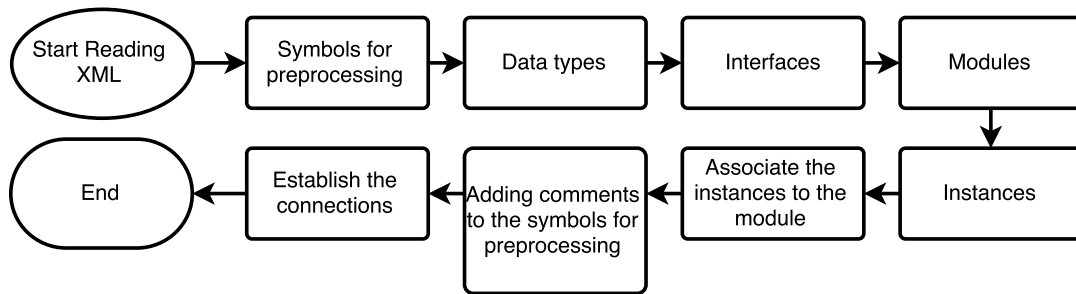 Start Reading
XML
Symbols for
preprocessing
Data types
Interfaces
Modules
Instances
Associate the
instances to the
module
Adding comments
to the symbols for
preprocessing
Establish the
connections
End